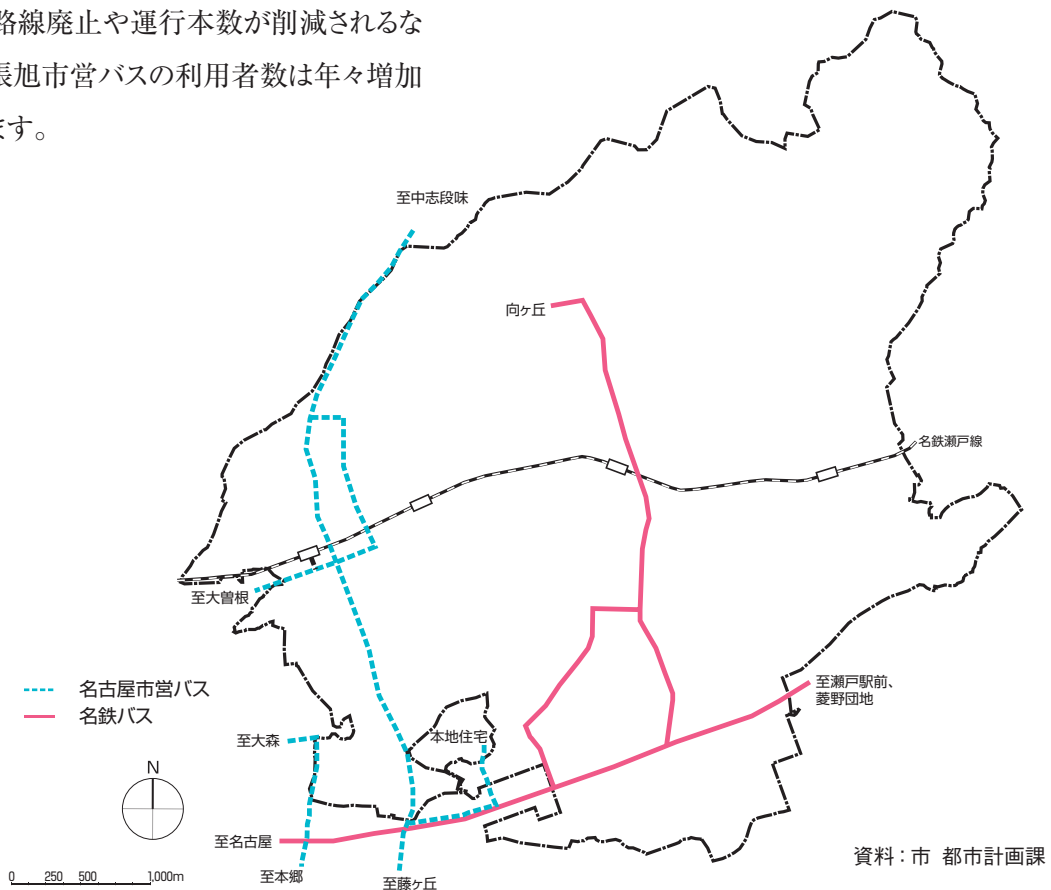 路線廃止や運行本数が削減されるな
張旭市営バスの利用者数は年々増加
ます。
至中志段味
向ヶ丘
名鉄瀬戸線
至大曽根
名古屋市営バス
名鉄バス
至瀬戸駅前、
菱野団地
至大森
本地住宅
N
至名古屋
至本郷
至藤ヶ丘
資料：市 都市計画課
0 250 500 1,000m